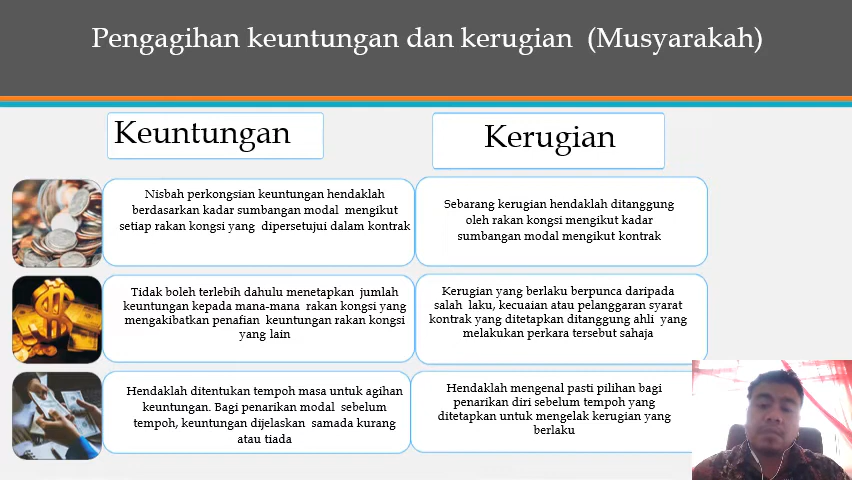 Pengagihan keuntungan dan kerugian (Musyarakah)
Keuntungan
Kerugian
Nisbah perkongsian keuntungan hendaklah
berdasarkan kadar sumbangan modal mengikut
setiap rakan kongsi yang dipersetujui dalam kontrak
Sebarang kerugian hendaklah ditanggung
oleh rakan kongsi mengikut kadar
sumbangan modal mengikut kontrak
Tidak boleh terlebih dahulu menetapkan jumlah
keuntungan kepada mana-mana rakan kongsi yang
mengakibatkan penafian keuntungan rakan kongsi
yang lain
Kerugian yang berlaku berpunca daripada
salah laku, kecuaian atau pelanggaran syarat
kontrak yang ditetapkan ditanggung ahli yang
melakukan perkara tersebut sahaja
Hendaklah ditentukan tempoh masa untuk agihan
keuntungan. Bagi penarikan modal sebelum
tempoh, keuntungan dijelaskan samada kurang
atau tiada
Hendaklah mengenal pasti pilihan bagi
penarikan diri sebelum tempoh yang
ditetapkan untuk mengelak kerugian yang
berlaku